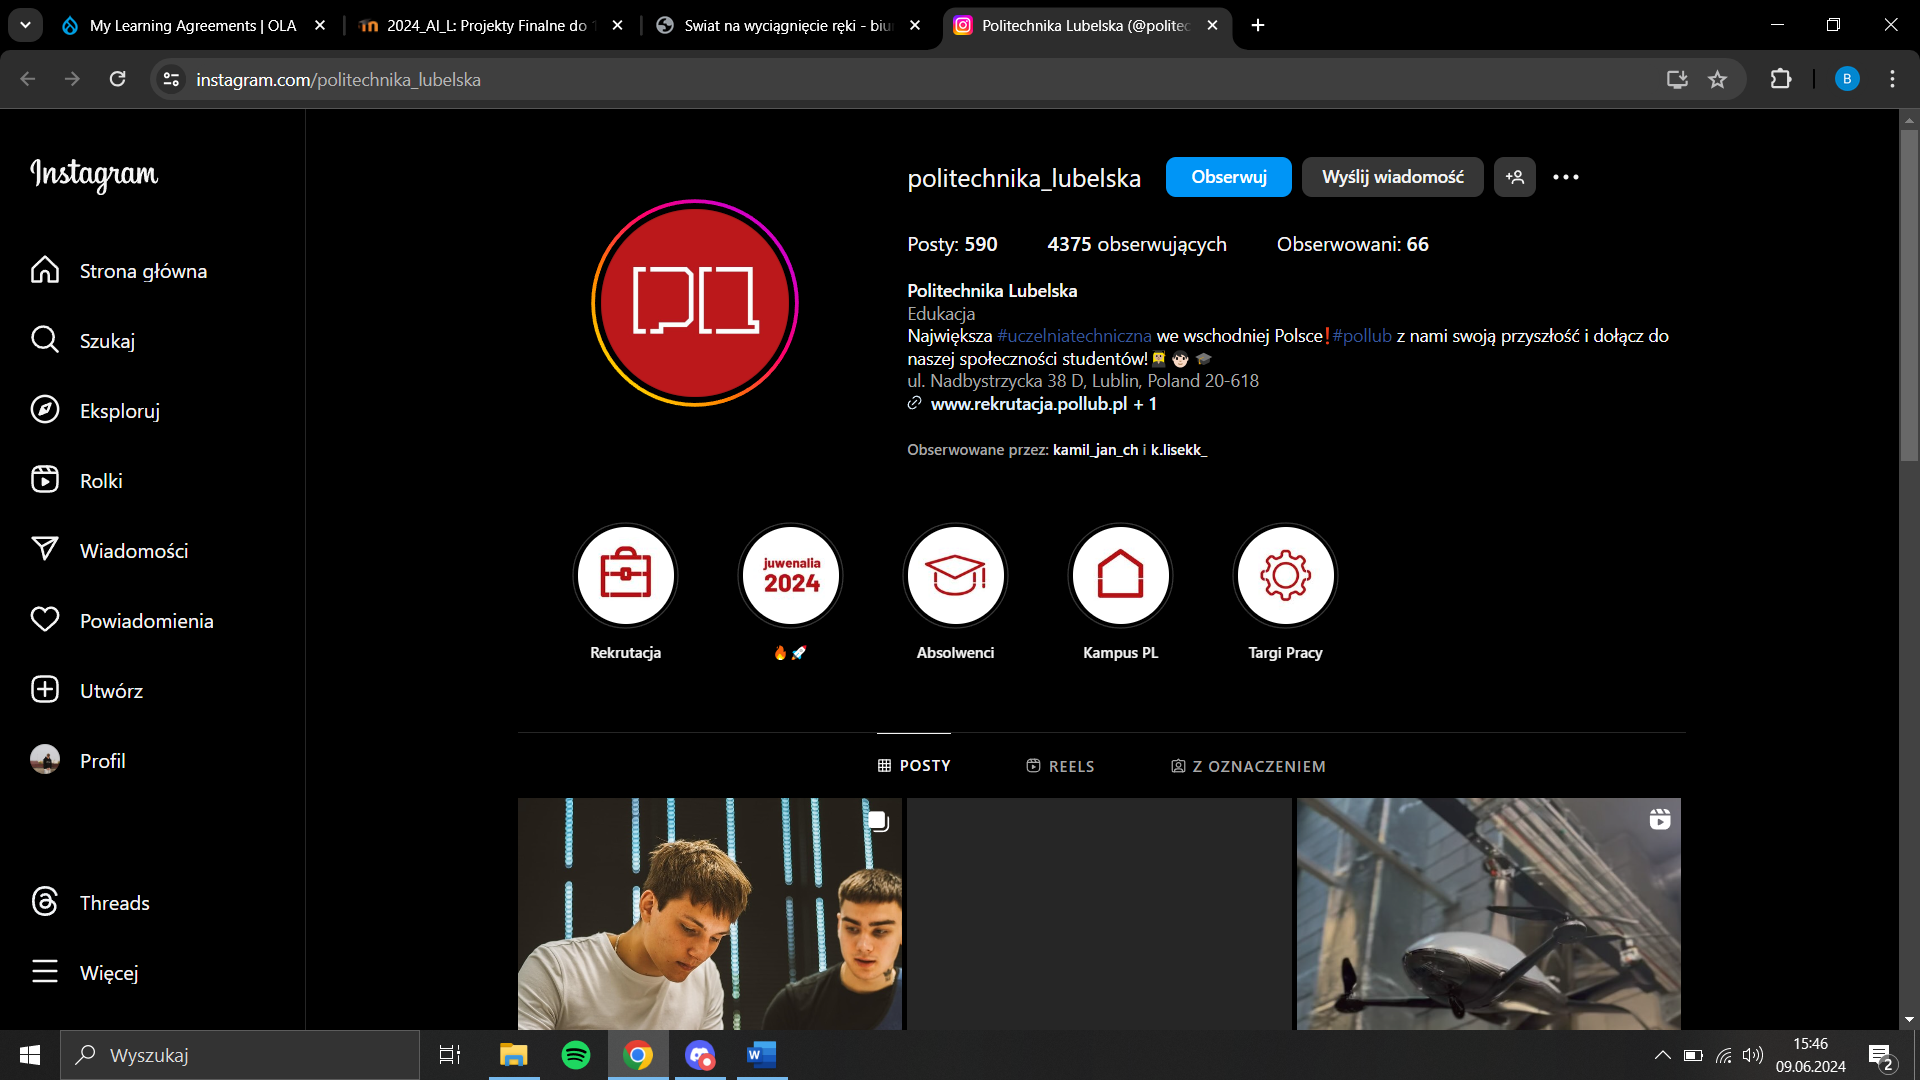 My Learning Agreements | OLA
2024_AI_L: Projekty Finalne do 1
Swiat na wyciągnięcie ręki - biu
Politechnika Lubelska (@politec
instagram.com/politechnika_lubelska
B
Instagram
Strona główna
Szukaj
Eksploruj
Rolki
Wiadomości
Powiadomienia
Utwórz
Profil
Threads
Więcej
politechnika_lubelska
Obserwuj
Wyślij wiadomość
Posty: 590
4375 obserwujących
Obserwowani: 66
Politechnika Lubelska
Edukacja
Największa #uczelniatechniczna we wschodniej Polsce❗#pollub z nami swoją przyszłość i dołącz do
naszej społeczności studentów!👩‍🎓👨🏻‍🎓🎓
ul. Nadbystrzycka 38 D, Lublin, Poland 20-618
www.rekrutacja.pollub.pl + 1
Obserwowane przez: kamil_jan_ch i k.lisekk_
juwenalia
2024
Rekrutacja
🔥🚀
Absolwenci
Kampus PL
Targi Pracy
POSTY
REELS
Z OZNACZENIEM
Wyszukaj
15:46
09.06.2024
2